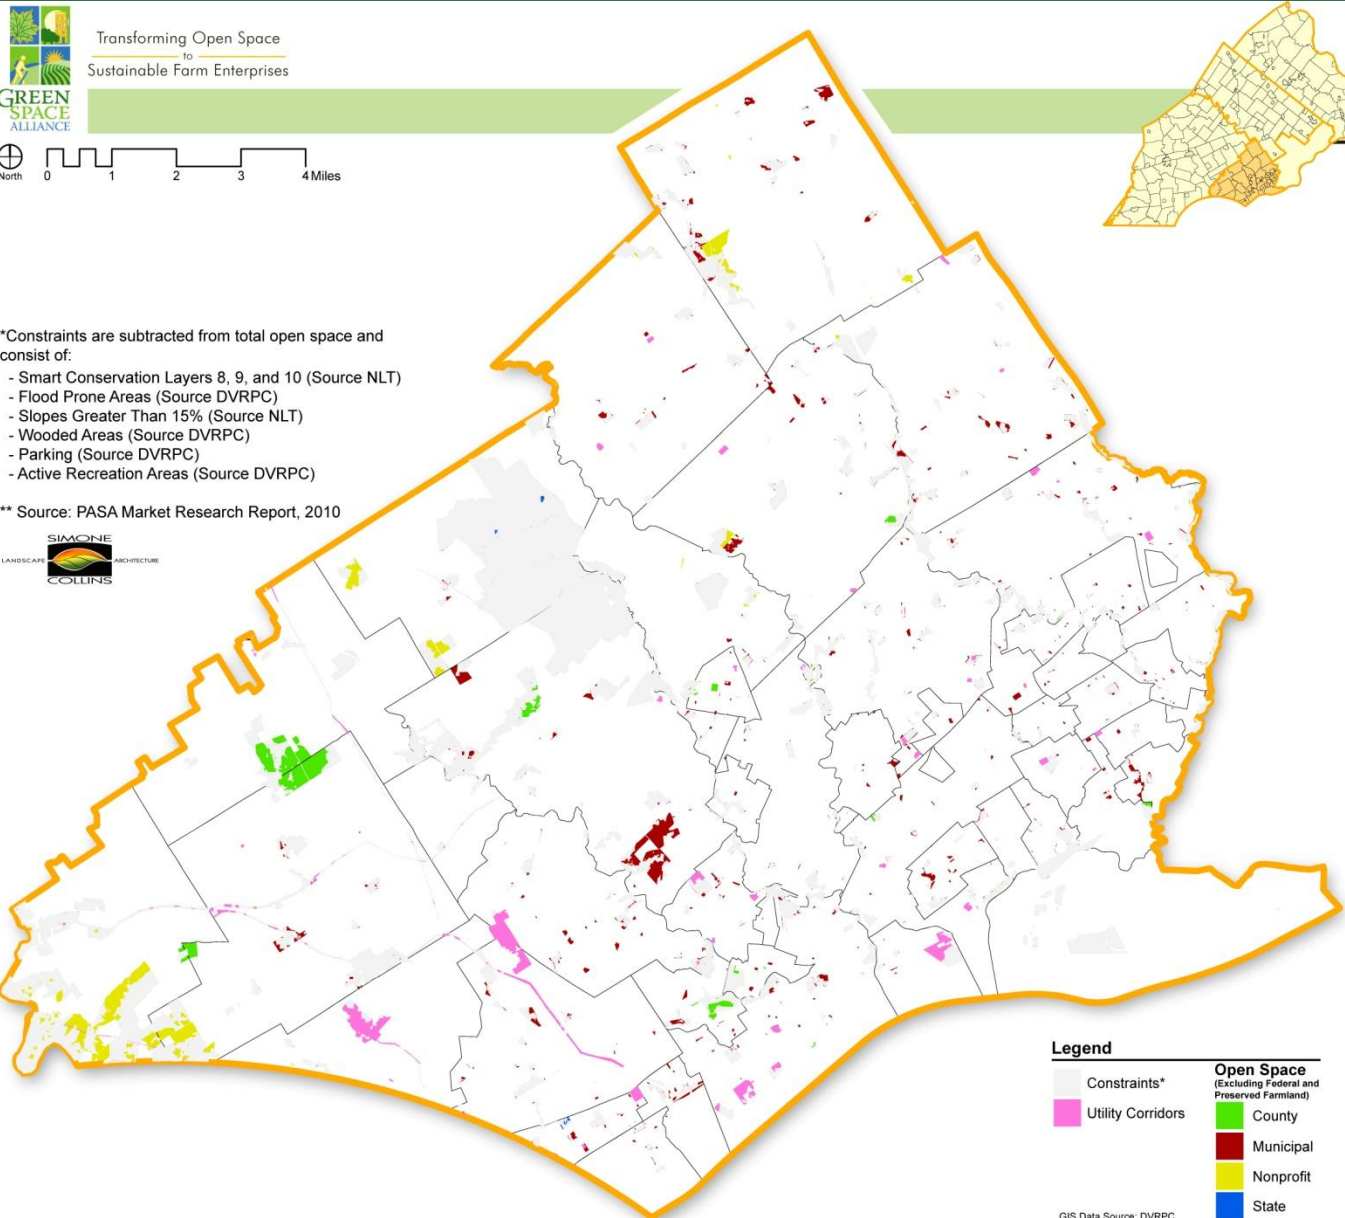 Transforming Open Space
to
Sustainable Farm Enterprises
GREEN
SPACE
ALLIANCE
North
0 1 2 3 4 Miles
*Constraints are subtracted from total open space and
consist of:
- Smart Conservation Layers 8, 9, and 10 (Source NLT)
- Flood Prone Areas (Source DVRPC)
- Slopes Greater Than 15% (Source NLT)
- Wooded Areas (Source DVRPC)
- Parking (Source DVRPC)
- Active Recreation Areas (Source DVRPC)
** Source: PASA Market Research Report, 2010
SIMONE
LANDSCAPE ARCHITECTURE
COLLINS
Legend
Constraints*
Utility Corridors
Open Space
(Excluding Federal and
Preserved Farmland)
County
Municipal
Nonprofit
State
GIS Data Source: DVRPC